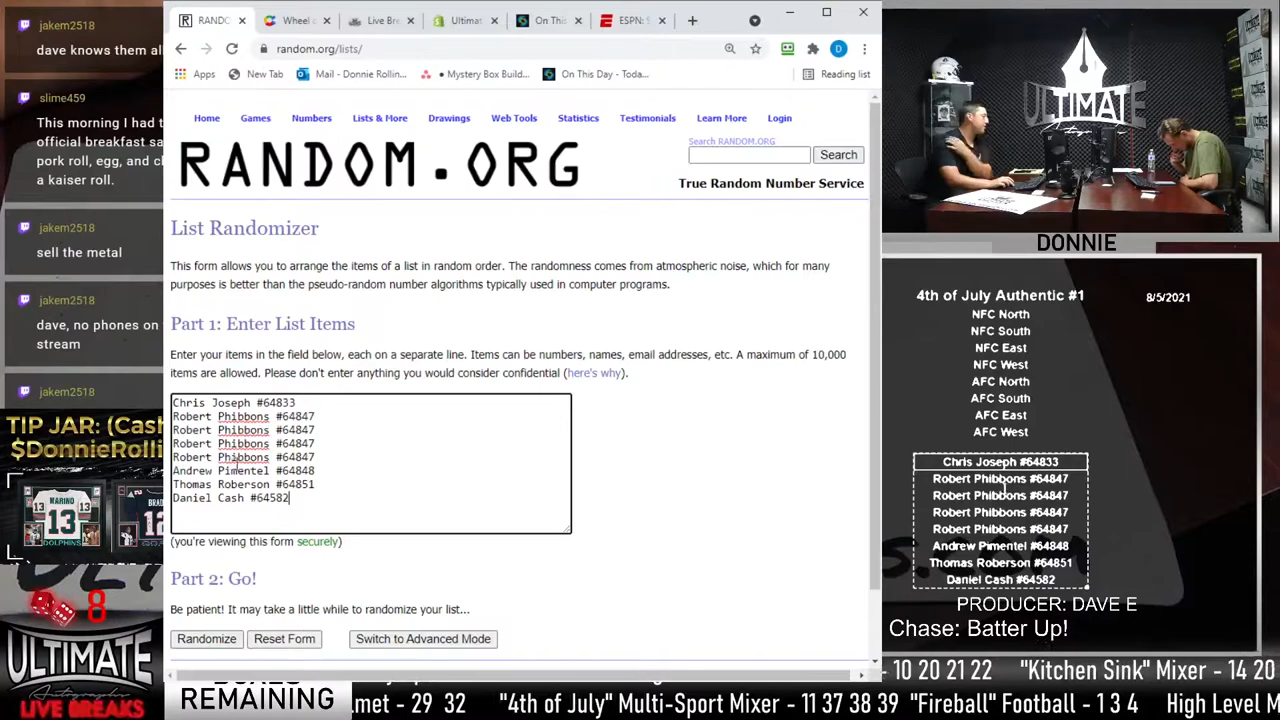 jakem2518
dave knows them all
slime459
This morning I had t
official breakfast sa
pork roll, egg, and ch
a kaiser roll.
jakem2518
sell the metal
jakem2518
dave, no phones on
stream
jakem2518
TIP JAR: (Cas
$DonnieRolli
MARINO
13
DOLPHINS
13
BRAD
12
8
ULTIMATE
Autographs
LIVE BREAKS
RANDO
Wheel o
Live Bre
Ultimat
On This
ESPN: S
random.org/lists/
D
Apps
New Tab
Mail - Donnie Rollin...
• Mystery Box Build...
On This Day - Toda...
Reading list
Home Games Numbers Lists & More Drawings Web Tools Statistics Testimonials Learn More Login
RANDOM.ORG
Search RANDOM.ORG
Search
True Random Number Service
List Randomizer
This form allows you to arrange the items of a list in random order. The randomness comes from atmospheric noise, which for many
purposes is better than the pseudo-random number algorithms typically used in computer programs.
Part 1: Enter List Items
Enter your items in the field below, each on a separate line. Items can be numbers, names, email addresses, etc. A maximum of 10,000
items are allowed. Please don't enter anything you would consider confidential (here's why).
Chris Joseph #64833
Robert Phibbons #64847
Robert Phibbons #64847
Robert Phibbons #64847
Robert Phibbons #64847
Andrew Pimentel #64848
Thomas Roberson #64851
Daniel Cash #64582
(you're viewing this form securely)
Part 2: Go!
Be patient! It may take a little while to randomize your list...
Randomize Reset Form Switch to Advanced Mode
ULTIMATE
DONNIE
4th of July Authentic #1 8/5/2021
NFC North
NFC South
NFC East
NFC West
AFC North
AFC South
AFC East
AFC West
Chris Joseph #64833
Robert Phibbons #64847
Robert Phibbons #64847
Robert Phibbons #64847
Robert Phibbons #64847
Andrew Pimentel #64848
Thomas Roberson #64851
Daniel Cash #64582
PRODUCER: DAVE E
Chase: Batter Up!
- 10 20 21 22 "Kitchen Sink" Mixer - 14 20
REMAINING
lmet - 29 32 "4th of July" Multi-Sport Mixer - 11 37 38 39 "Fireball" Football - 1 3 4 High Level M